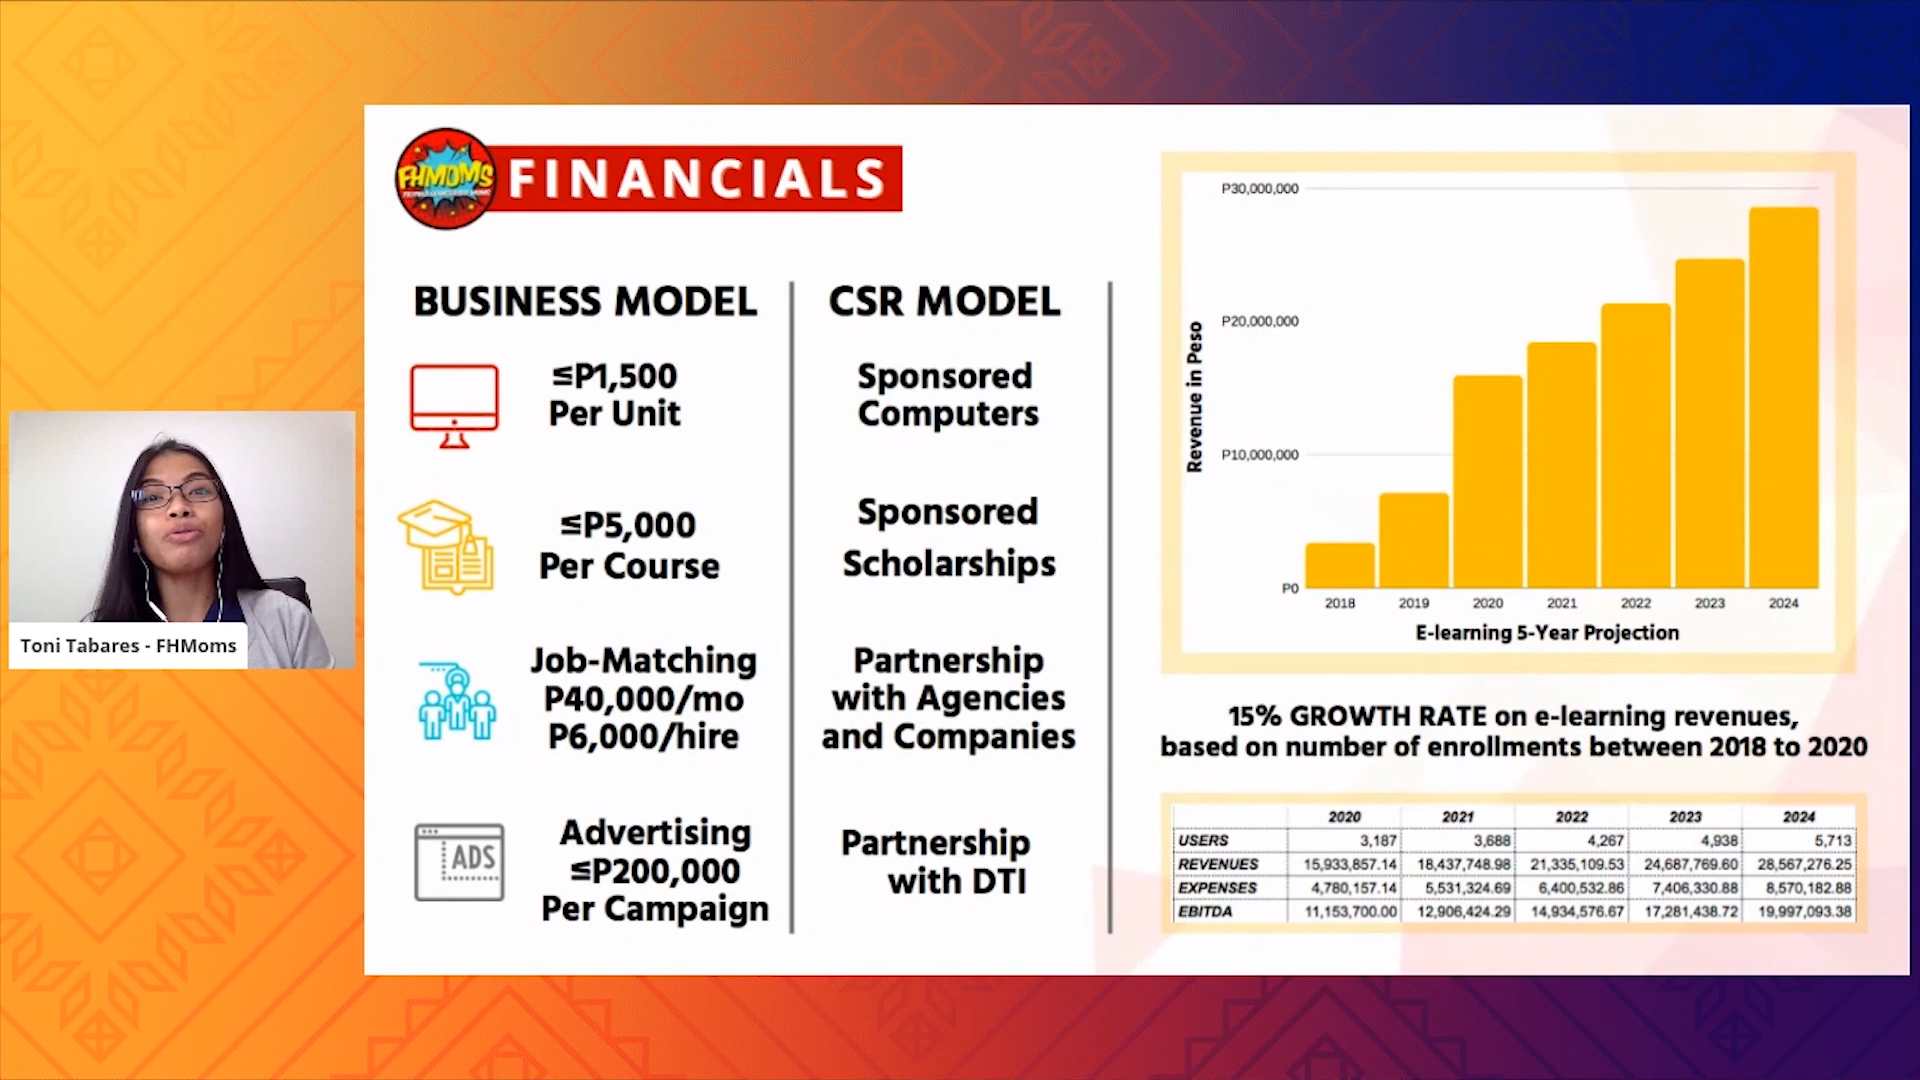 FHMOMS
FINANCIALS
BUSINESS MODEL
≤P1,500
Per Unit
≤P5,000
Per Course
Job-Matching
P40,000/mo
P6,000/hire
ADS
Advertising
≤P200,000
Per Campaign
CSR MODEL
Sponsored
Computers
Sponsored
Scholarships
Partnership
with Agencies
and Companies
Partnership
with DTI
Revenue in Peso
P30,000,000
P20,000,000
P10,000,000
P0
2018 2019 2020 2021 2022 2023 2024
E-learning 5-Year Projection
15% GROWTH RATE on e-learning revenues,
based on number of enrollments between 2018 to 2020
2020 2021 2022 2023 2024
USERS 3,187 3,688 4,267 4,938 5,713
REVENUES 15,933,857.14 18,437,748.98 21,335,109.53 24,687,769.60 28,567,276.25
EXPENSES 4,780,157.14 5,531,324.69 6,400,532.86 7,406,330.88 8,570,182.88
EBITDA 11,153,700.00 12,906,424.29 14,934,576.67 17,281,438.72 19,997,093.38
Toni Tabares - FHMoms